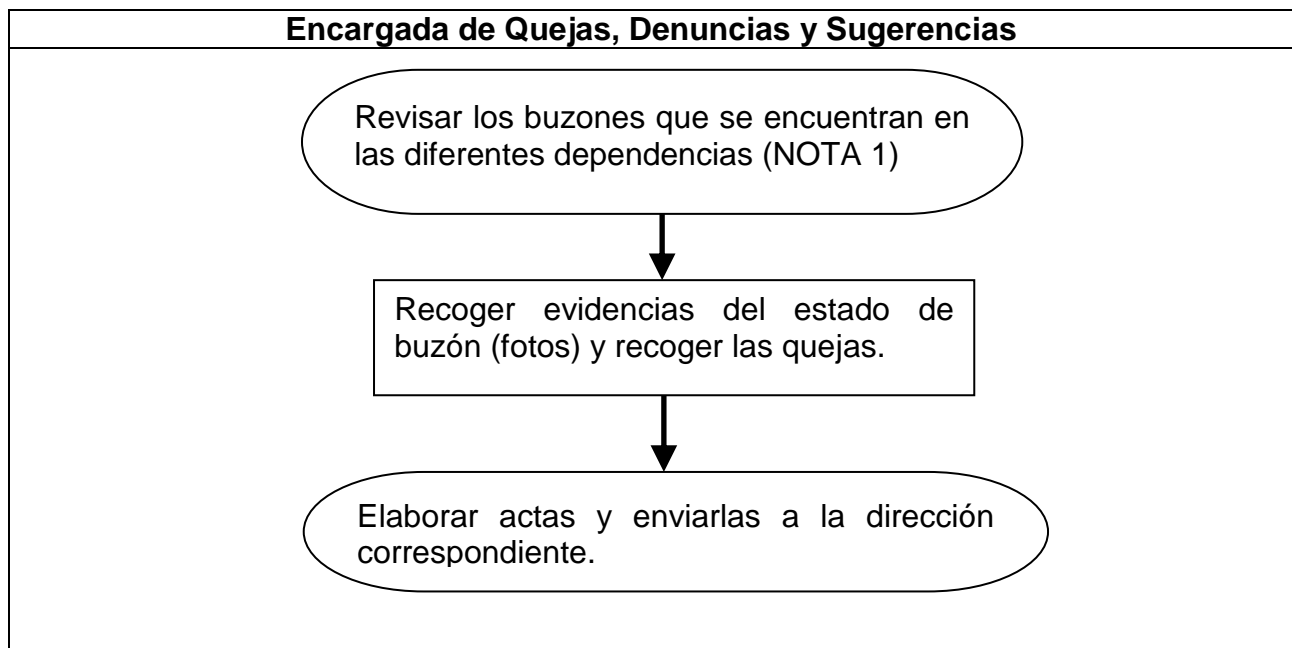 Encargada de Quejas, Denuncias y Sugerencias
Revisar los buzones que se encuentran en
las diferentes dependencias (NOTA 1)
Recoger evidencias del estado de
buzón (fotos) y recoger las quejas.
Elaborar actas y enviarlas a la dirección
correspondiente.